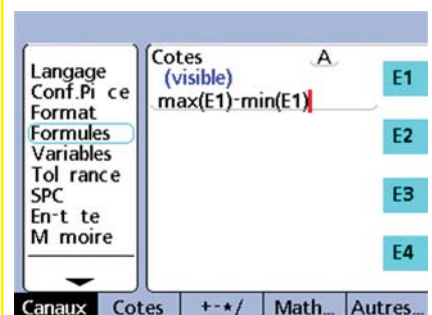 Langage
Conf.Pi ce
Format
Formules
Variables
Tol rance
SPC
En-t te
M moire
Cotes A
(visible)
max(E1)-min(E1)
E1
E2
E3
E4
Canaux Cotes +-*/ Math... Autres...